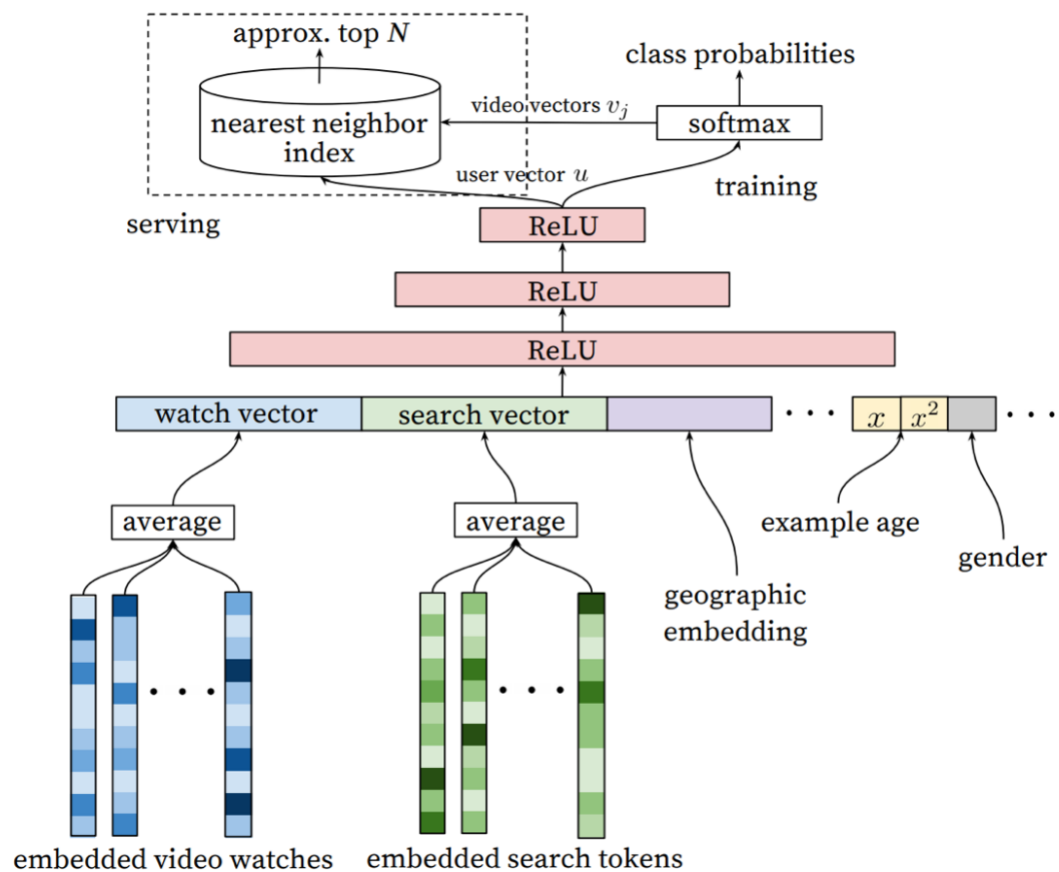 approx. top N
class probabilities
nearest neighbor
index
video vectors v_j
softmax
user vector u
training
serving
ReLU
ReLU
ReLU
watch vector
search vector
. . .
x
x²
. . .
average
average
example age
gender
geographic
embedding
. . .
. . .
embedded video watches
embedded search tokens